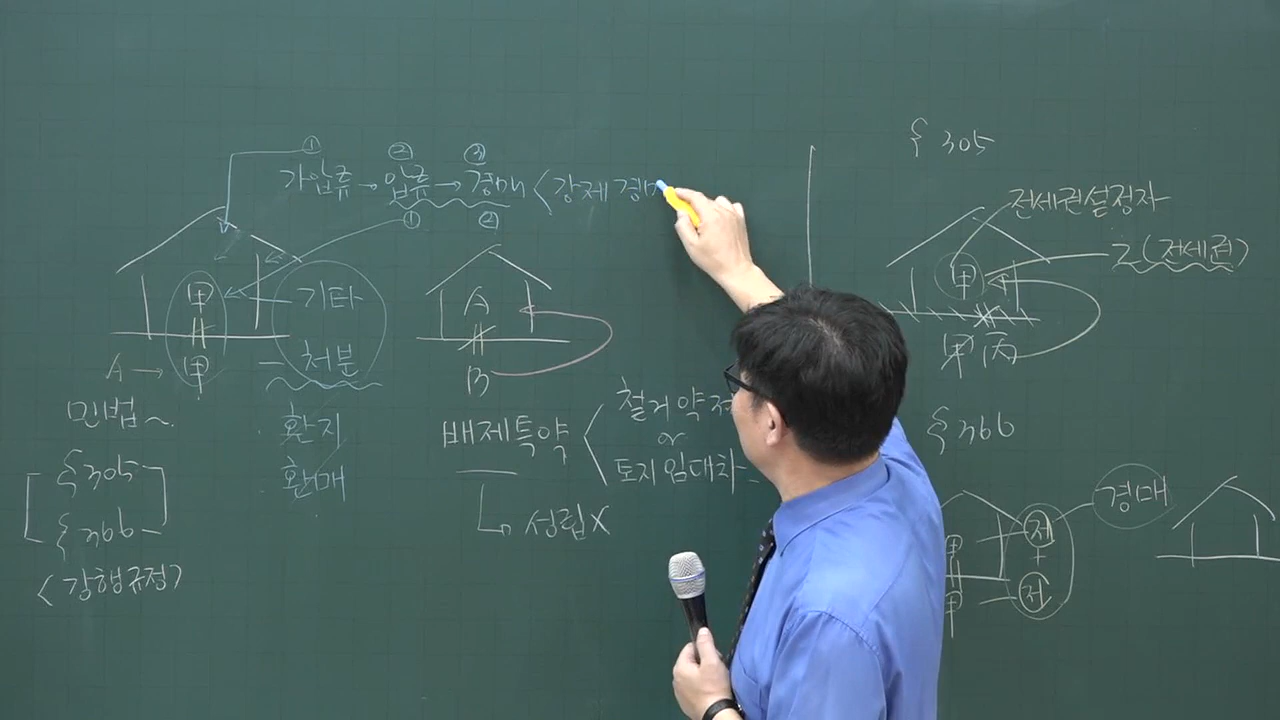 ①
② ③
가압류→압류→경매〈강제경매
① ②
甲
기타
A
甲
A→
처분
B
민법~
§305
§366
〈강행규정〉
환지
환매
배제특약
철거약정
or
토지임대차
성립X
§305
전세권설정자
甲
乙(전세권)
甲 丙
§366
甲
저
+
甲
저
경매